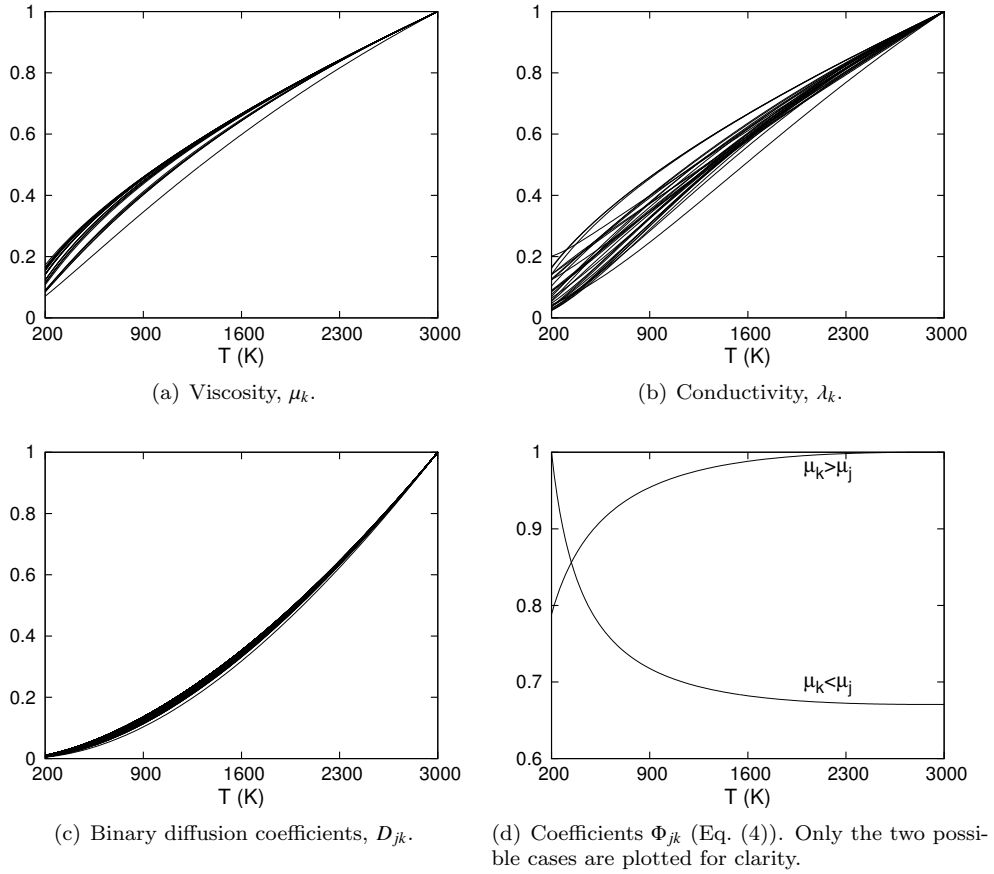 1
0.8
0.6
0.4
0.2
0
200 900 1600 2300 3000
T (K)
(a) Viscosity, μk.
1
0.8
0.6
0.4
0.2
0
200 900 1600 2300 3000
T (K)
(b) Conductivity, λk.
1
0.8
0.6
0.4
0.2
0
200 900 1600 2300 3000
T (K)
(c) Binary diffusion coefficients, Djk.
1
0.9
0.8
0.7
0.6
μk>μj
μk<μj
200 900 1600 2300 3000
T (K)
(d) Coefficients Φjk (Eq. (4)). Only the two possi-
ble cases are plotted for clarity.